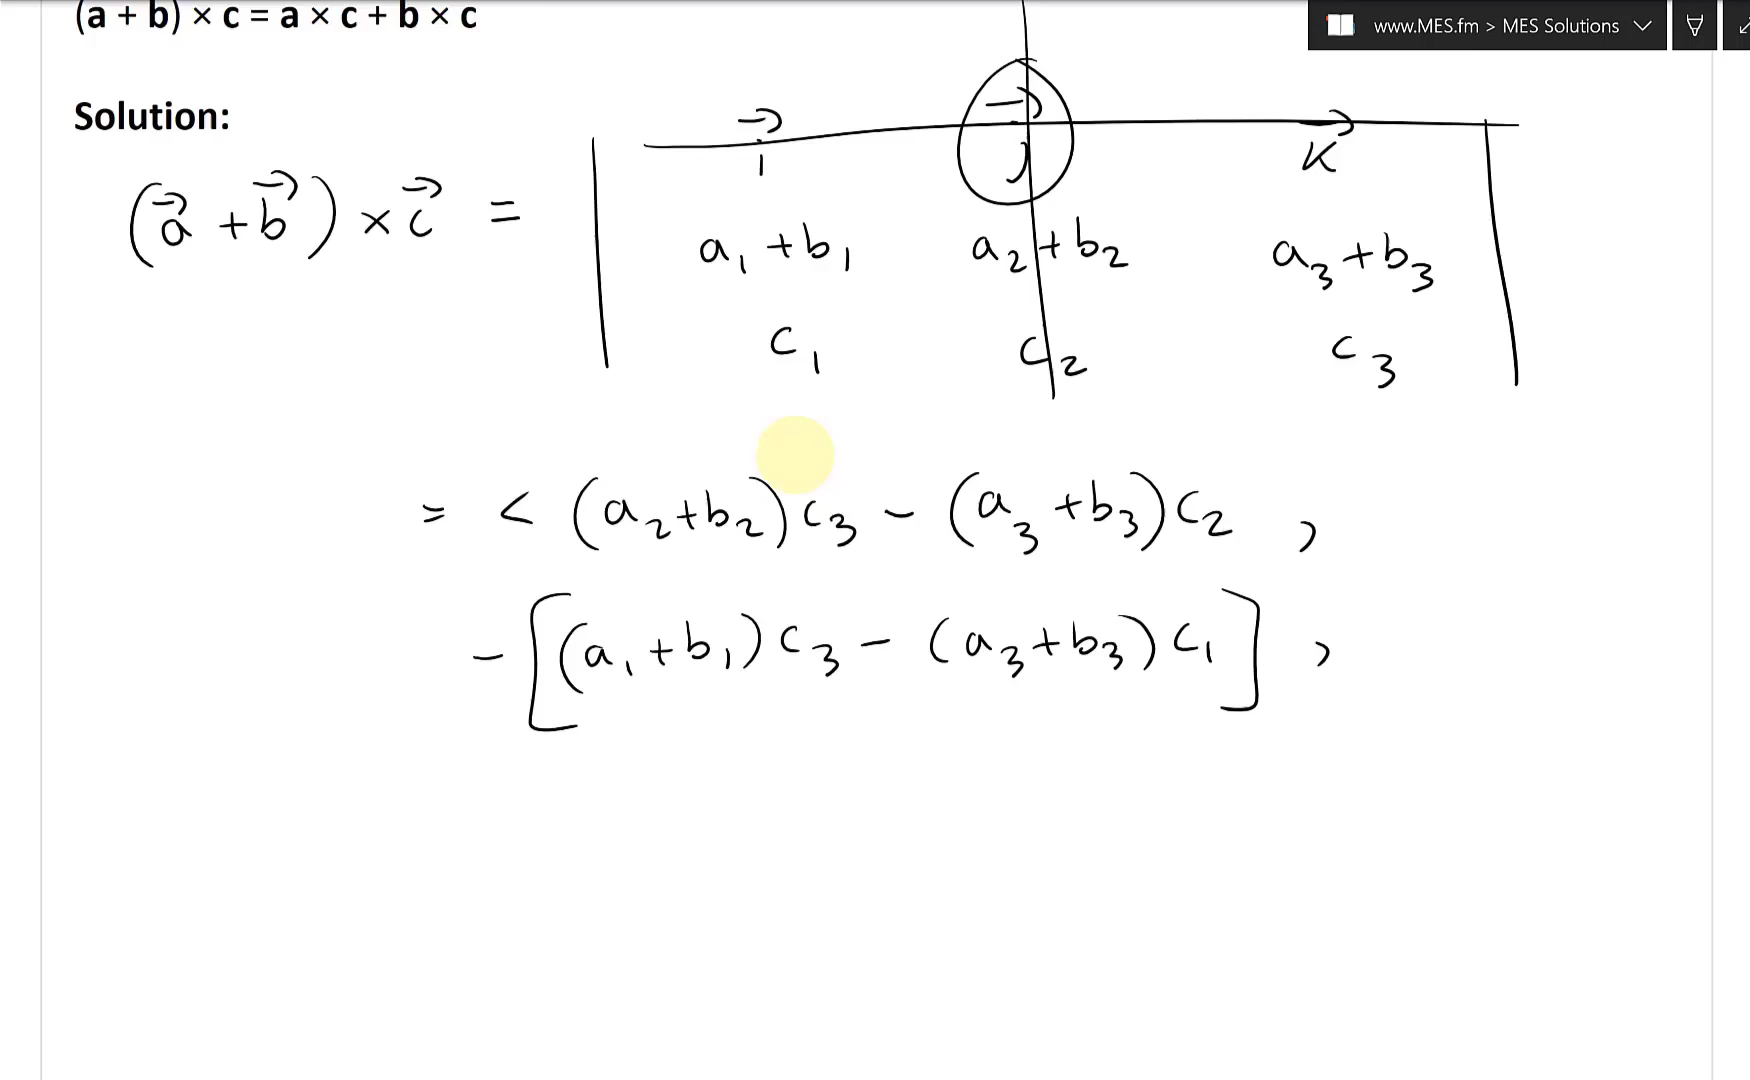 (a + b) × c = a × c + b × c
www.MES.fm > MES Solutions
Solution:
(a⃗ + b⃗) × c⃗ =
i⃗ j⃗ k⃗
a₁ + b₁ a₂ + b₂ a₃ + b₃
c₁ c₂ c₃
= < (a₂ + b₂) c₃ − (a₃ + b₃) c₂ ,
− [(a₁ + b₁) c₃ − (a₃ + b₃) c₁] ,